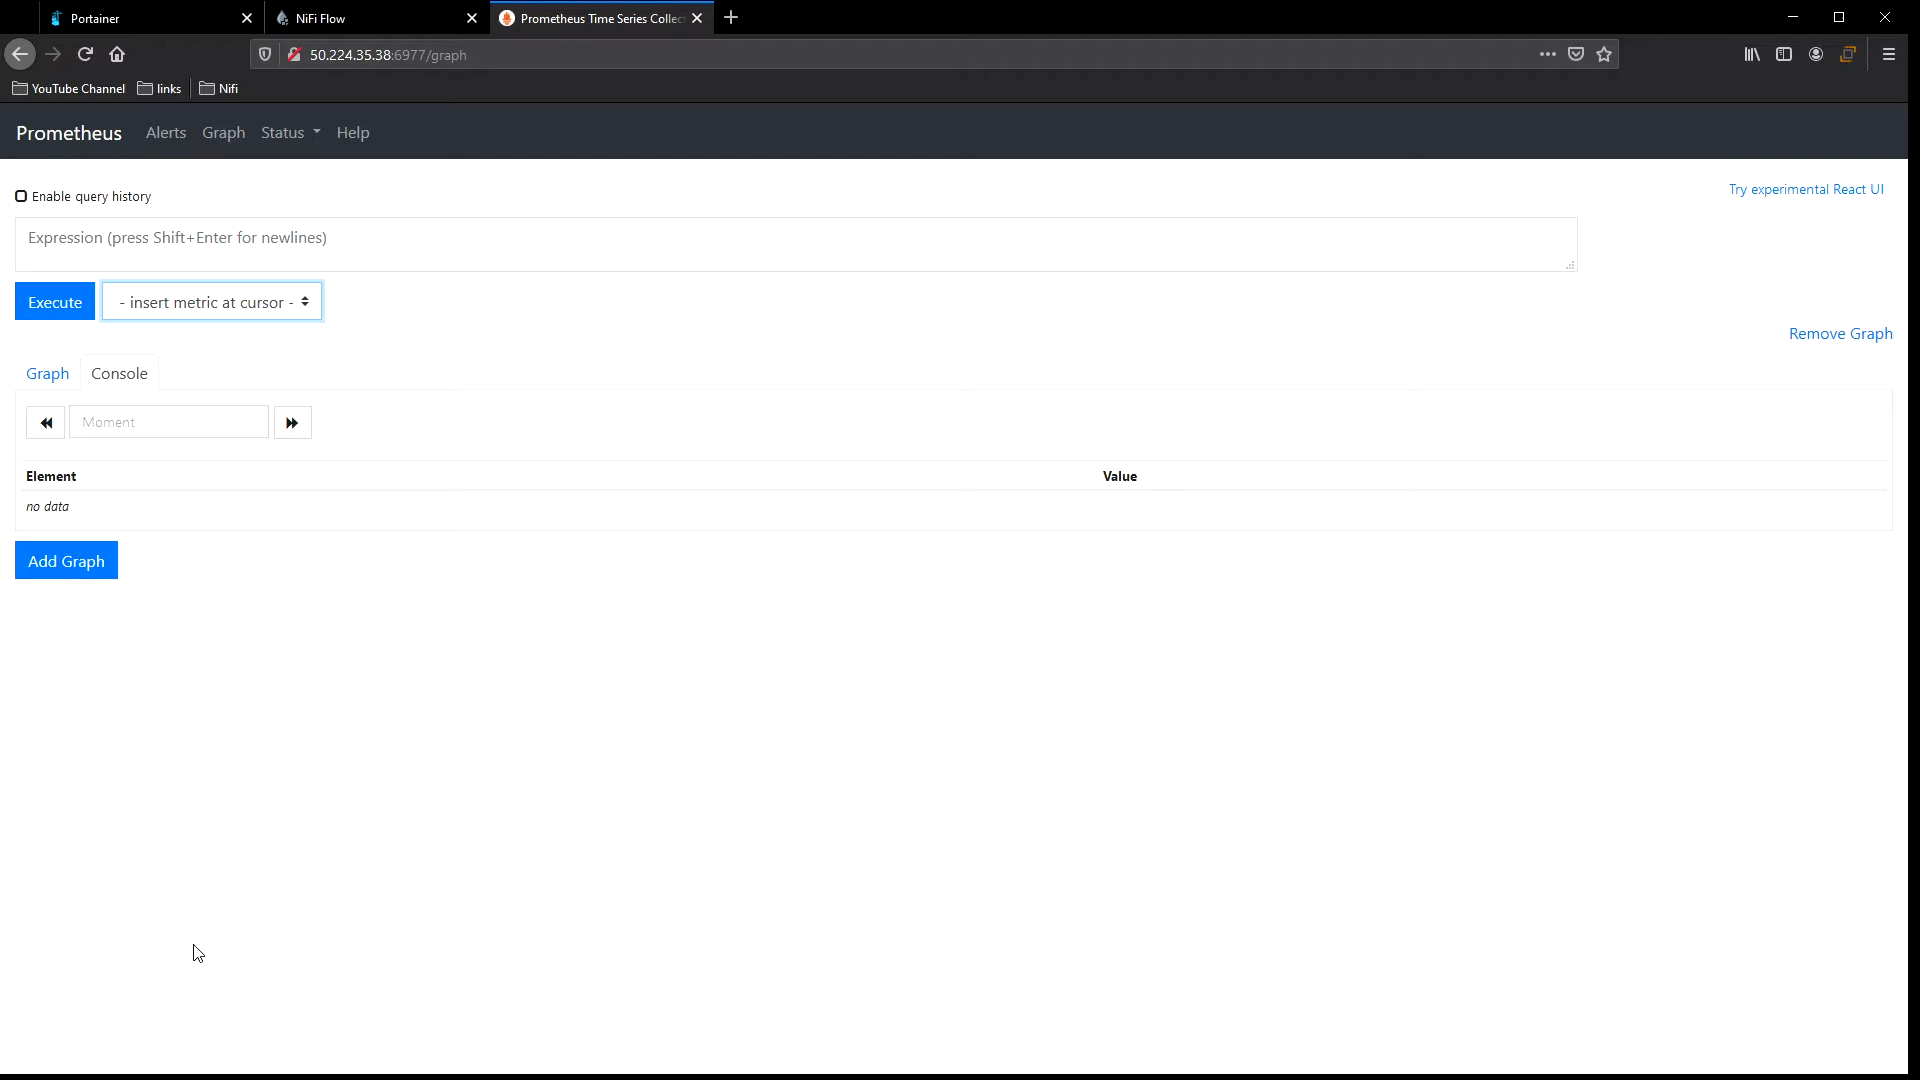 Portainer
NiFi Flow
Prometheus Time Series Collec
50.224.35.38:6977/graph
YouTube Channel
links
Nifi
Prometheus
Alerts
Graph
Status
Help
Enable query history
Try experimental React UI
Expression (press Shift+Enter for newlines)
Execute
- insert metric at cursor -
Remove Graph
Graph
Console
Moment
Element
Value
no data
Add Graph